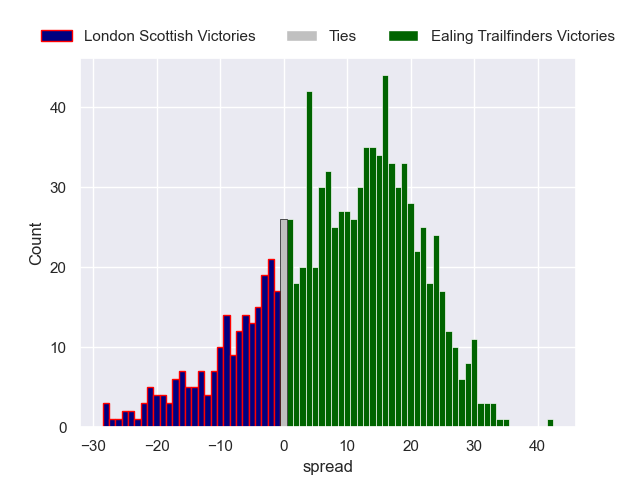 London Scottish Victories Ties Ealing Trailfinders Victories
40
30
20
10
0
Count
−30 −20 −10 0 10 20 30 40
spread